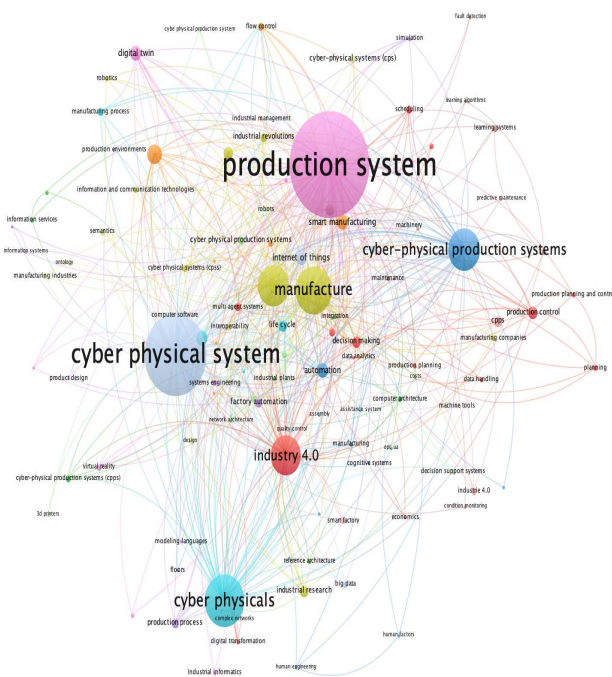 fault detection
cybe physical production system
flow control
simulation
digital twin
cyber-physical systems (cps)
robotics
learning algorithms
manufacturing process
scheduling
industrial management
learning systems
industrial revolutions
production environments
production system
information and communication technologies
predictive maintenance
robots
information services
smart manufacturing
machinery
semantics
cyber physical production systems
cyber-physical production systems
information systems
internet of things
ontology
cyber physical systems (cpss)
manufacturing industries
maintenance
manufacture
production planning and contr
multi agent systems
production control
computer software
integration
cpps
life cycle
interoperability
decision making
manufacturing companies
cyber physical system
data analytics
production planning
planning
automation
costs
product design
systems engineering
industrial plants
data handling
factory automation
computer architecture
assistance system
machine tools
network architecture
assembly
quality control
design
manufacturing
opc ua
industry 4.0
cognitive systems
virtual reality
decision support systems
cyber-physical production systems (cpps)
industrie 4.0
condition monitoring
3d printers
smart factory
economics
modeling languages
reference architecture
floors
big data
industrial research
cyber physicals
complex networks
production process
human factors
digital transformation
human engineering
industrial informatics